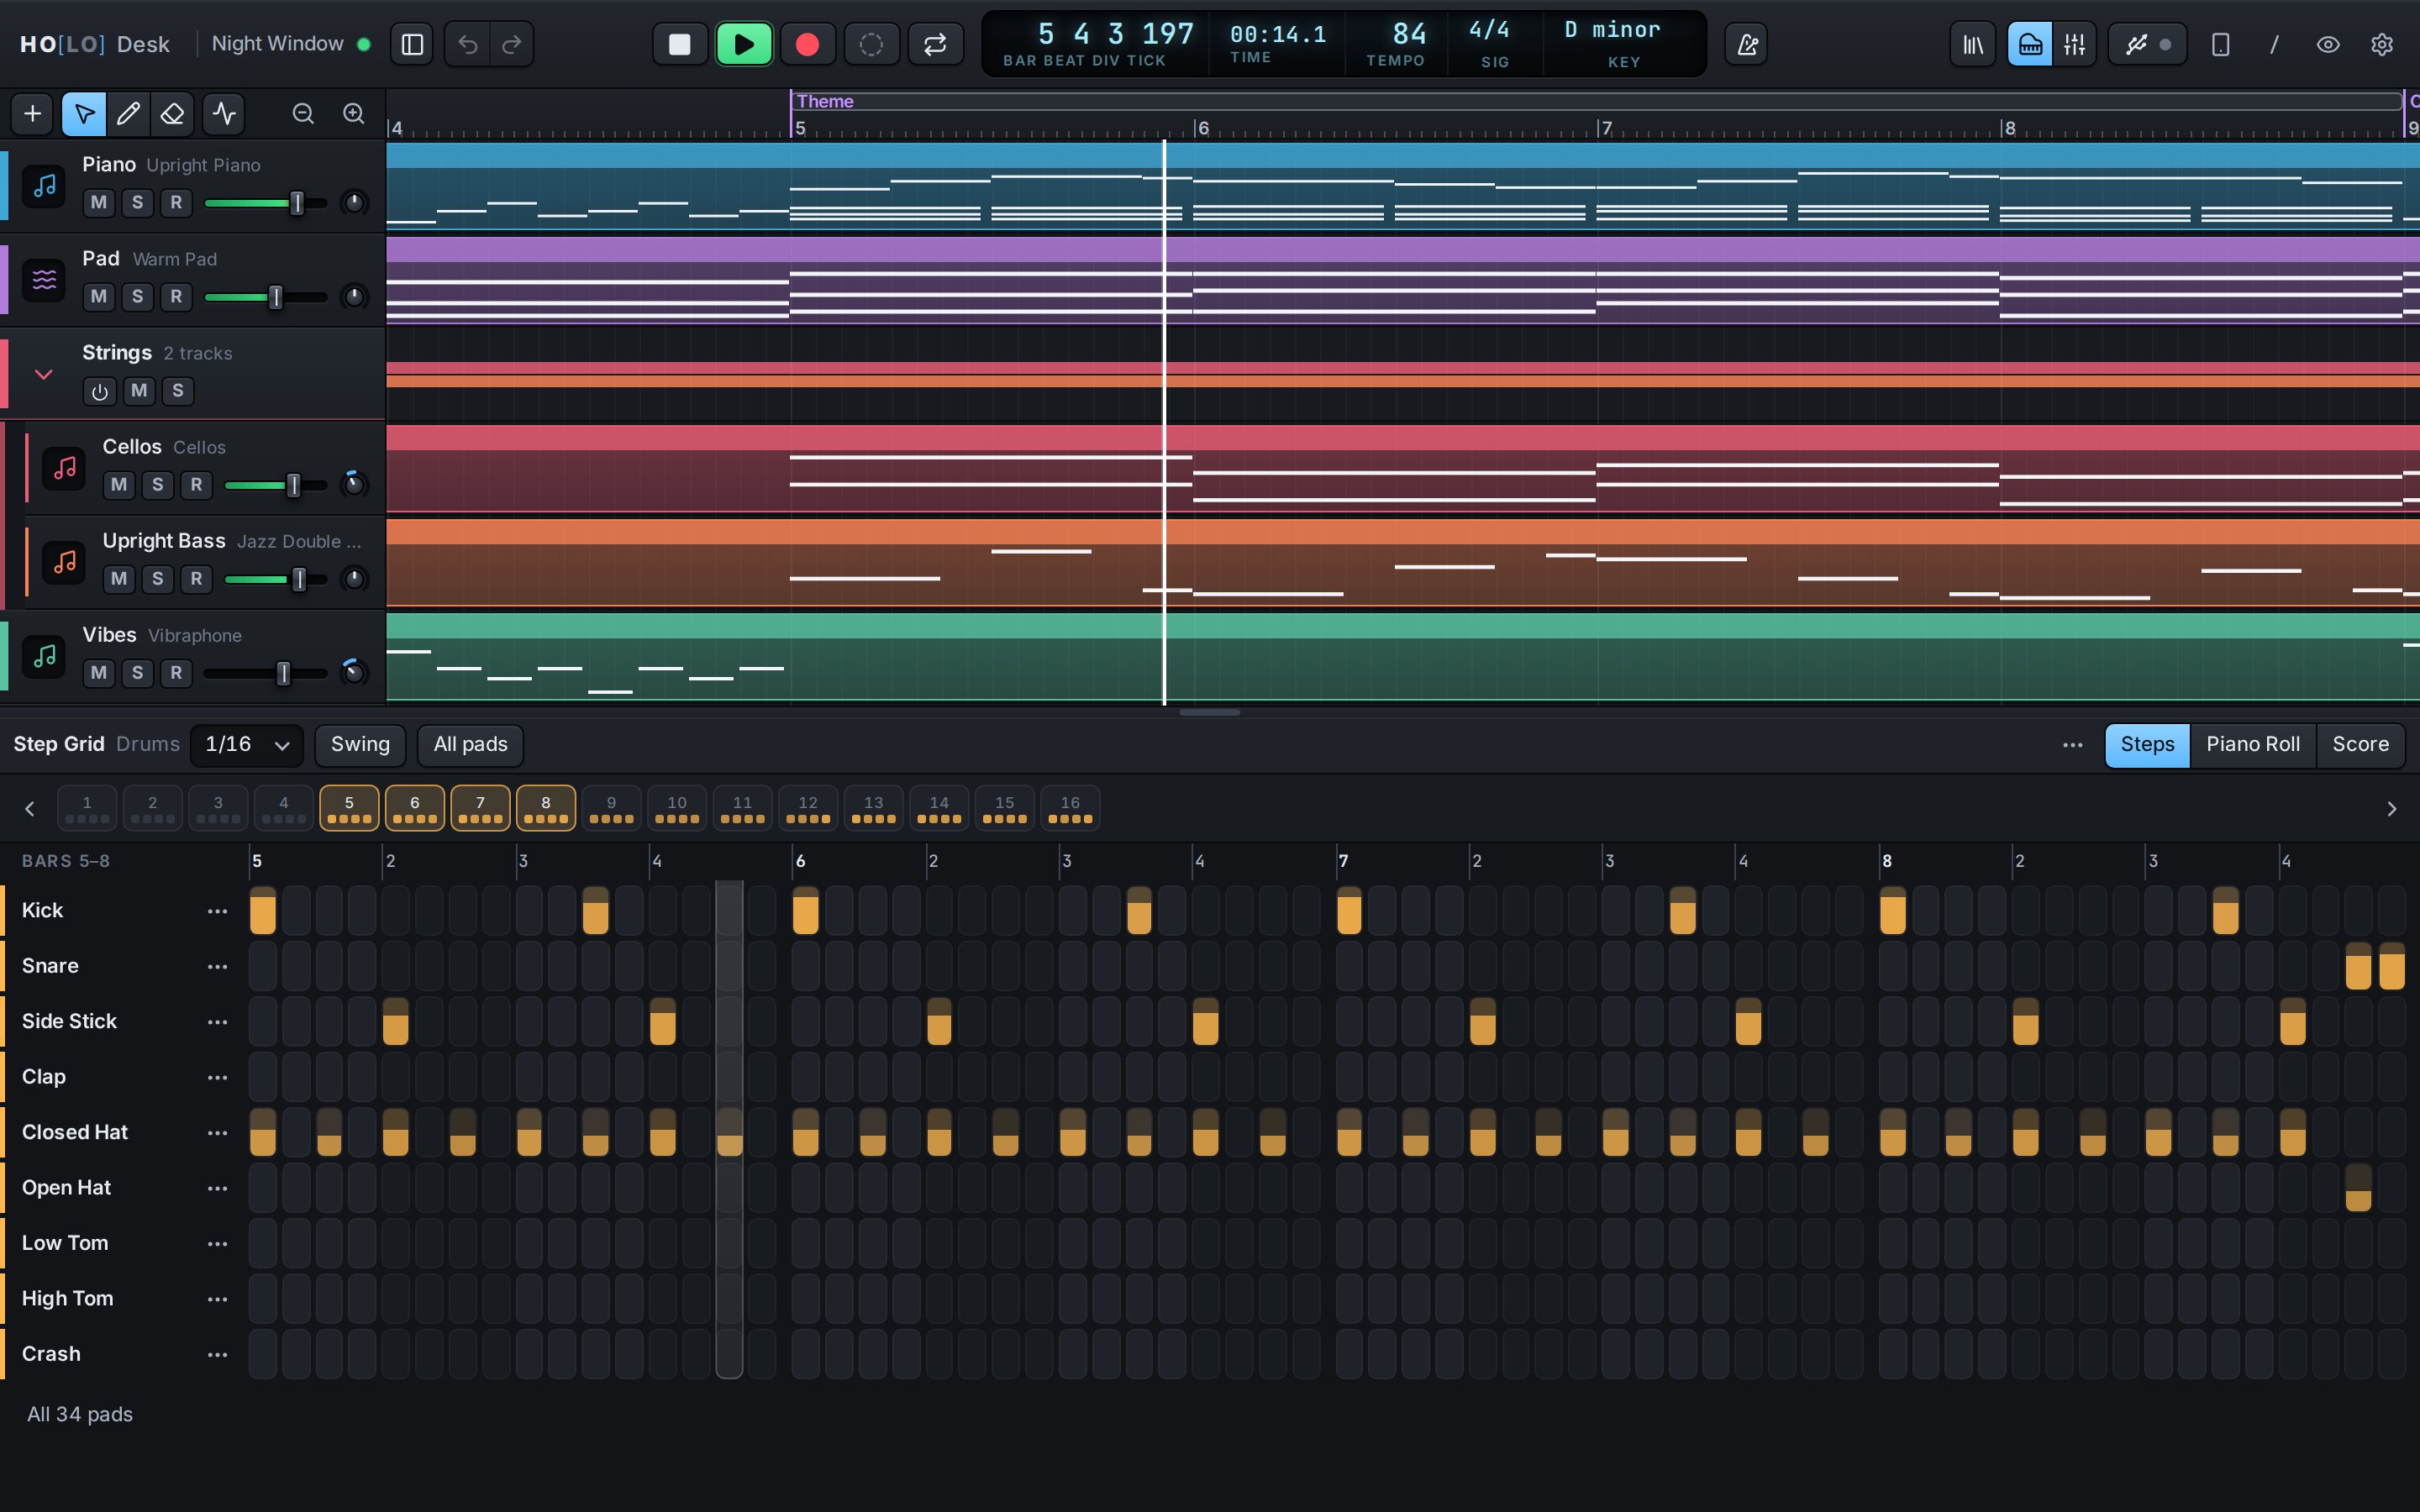 HO[LO] Desk Night Window 5 4 3 197 00:14.1 84 4/4 D minor
BAR BEAT DIV TICK TIME TEMPO SIG KEY
Theme
4 5 6 7 8 9
Piano Upright Piano
M S R
Pad Warm Pad
M S R
Strings 2 tracks
M S
Cellos Cellos
M S R
Upright Bass Jazz Double ...
M S R
Vibes Vibraphone
M S R
Step Grid Drums 1/16 Swing All pads Steps Piano Roll Score
1 2 3 4 5 6 7 8 9 10 11 12 13 14 15 16
BARS 5–8 5 2 3 4 6 2 3 4 7 2 3 4 8 2 3 4
Kick
Snare
Side Stick
Clap
Closed Hat
Open Hat
Low Tom
High Tom
Crash
All 34 pads